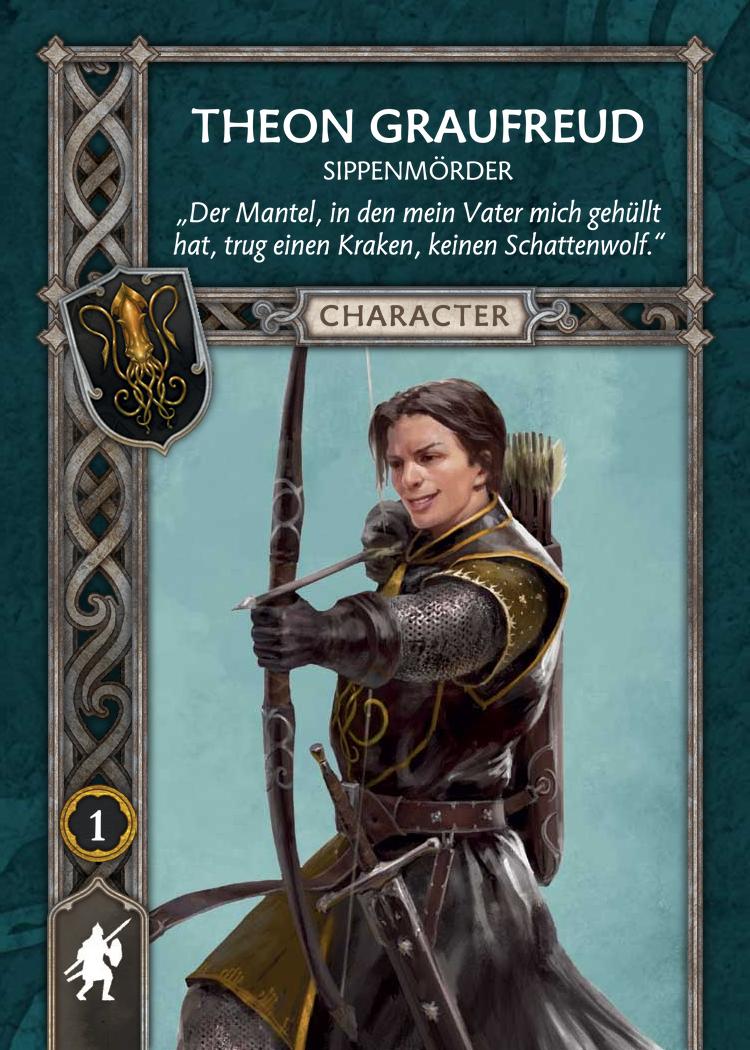 THEON GRAUFREUD
SIPPENMÖRDER
„Der Mantel, in den mein Vater mich gehüllt
hat, trug einen Kraken, keinen Schattenwolf.“
CHARACTER
1